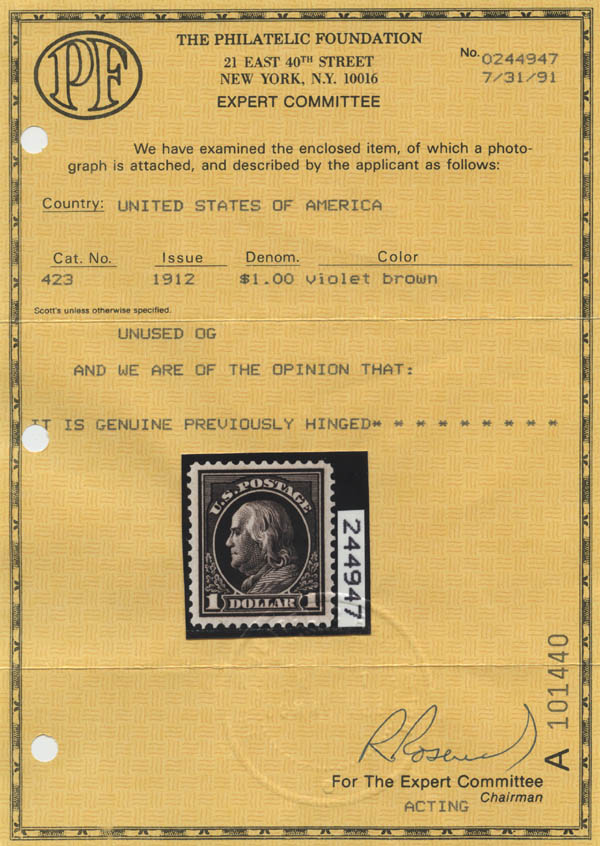 PF
THE PHILATELIC FOUNDATION
21 EAST 40TH STREET
NEW YORK, N.Y. 10016
EXPERT COMMITTEE
No. 0244947
7/31/91
We have examined the enclosed item, of which a photo-
graph is attached, and described by the applicant as follows:
Country: UNITED STATES OF AMERICA
Cat. No. Issue Denom. Color
423 1912 $1.00 violet brown
Scott's unless otherwise specified.
UNUSED OG
AND WE ARE OF THE OPINION THAT:
IT IS GENUINE PREVIOUSLY HINGED* * * * * * * * *
U.S. POSTAGE
1 DOLLAR 1
244947
A 101440
For The Expert Committee
Chairman
ACTING